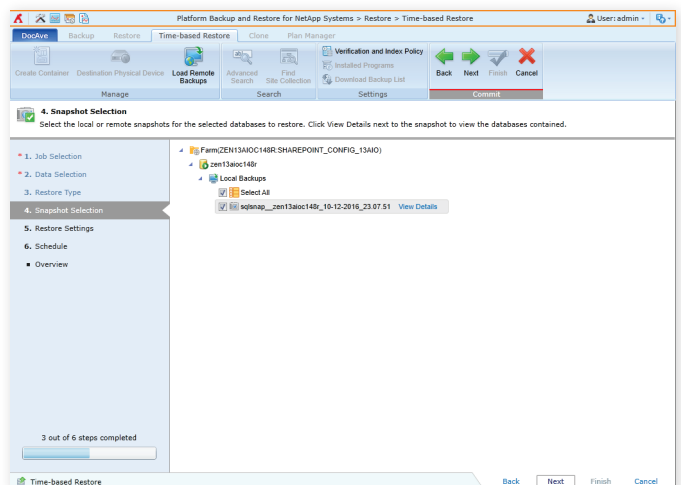 Platform Backup and Restore for NetApp Systems > Restore > Time-based Restore
User: admin
DocAve Backup Restore Time-based Restore Clone Plan Manager
Create Container Destination Physical Device Load Remote Backups Advanced Search Find Site Collection Verification and Index Policy
Installed Programs
Download Backup List
Back Next Finish Cancel
Manage Search Settings Commit
4. Snapshot Selection
Select the local or remote snapshots for the selected databases to restore. Click View Details next to the snapshot to view the databases contained.
* 1. Job Selection
* 2. Data Selection
3. Restore Type
4. Snapshot Selection
5. Restore Settings
6. Schedule
▪ Overview
Farm(ZEN13AIOC148R:SHAREPOINT_CONFIG_13AIO)
zen13aioc148r
Local Backups
Select All
sqlsnap__zen13aioc148r_10-12-2016_23.07.51 View Details
3 out of 6 steps completed
Time-based Restore
Back Next Finish Cancel